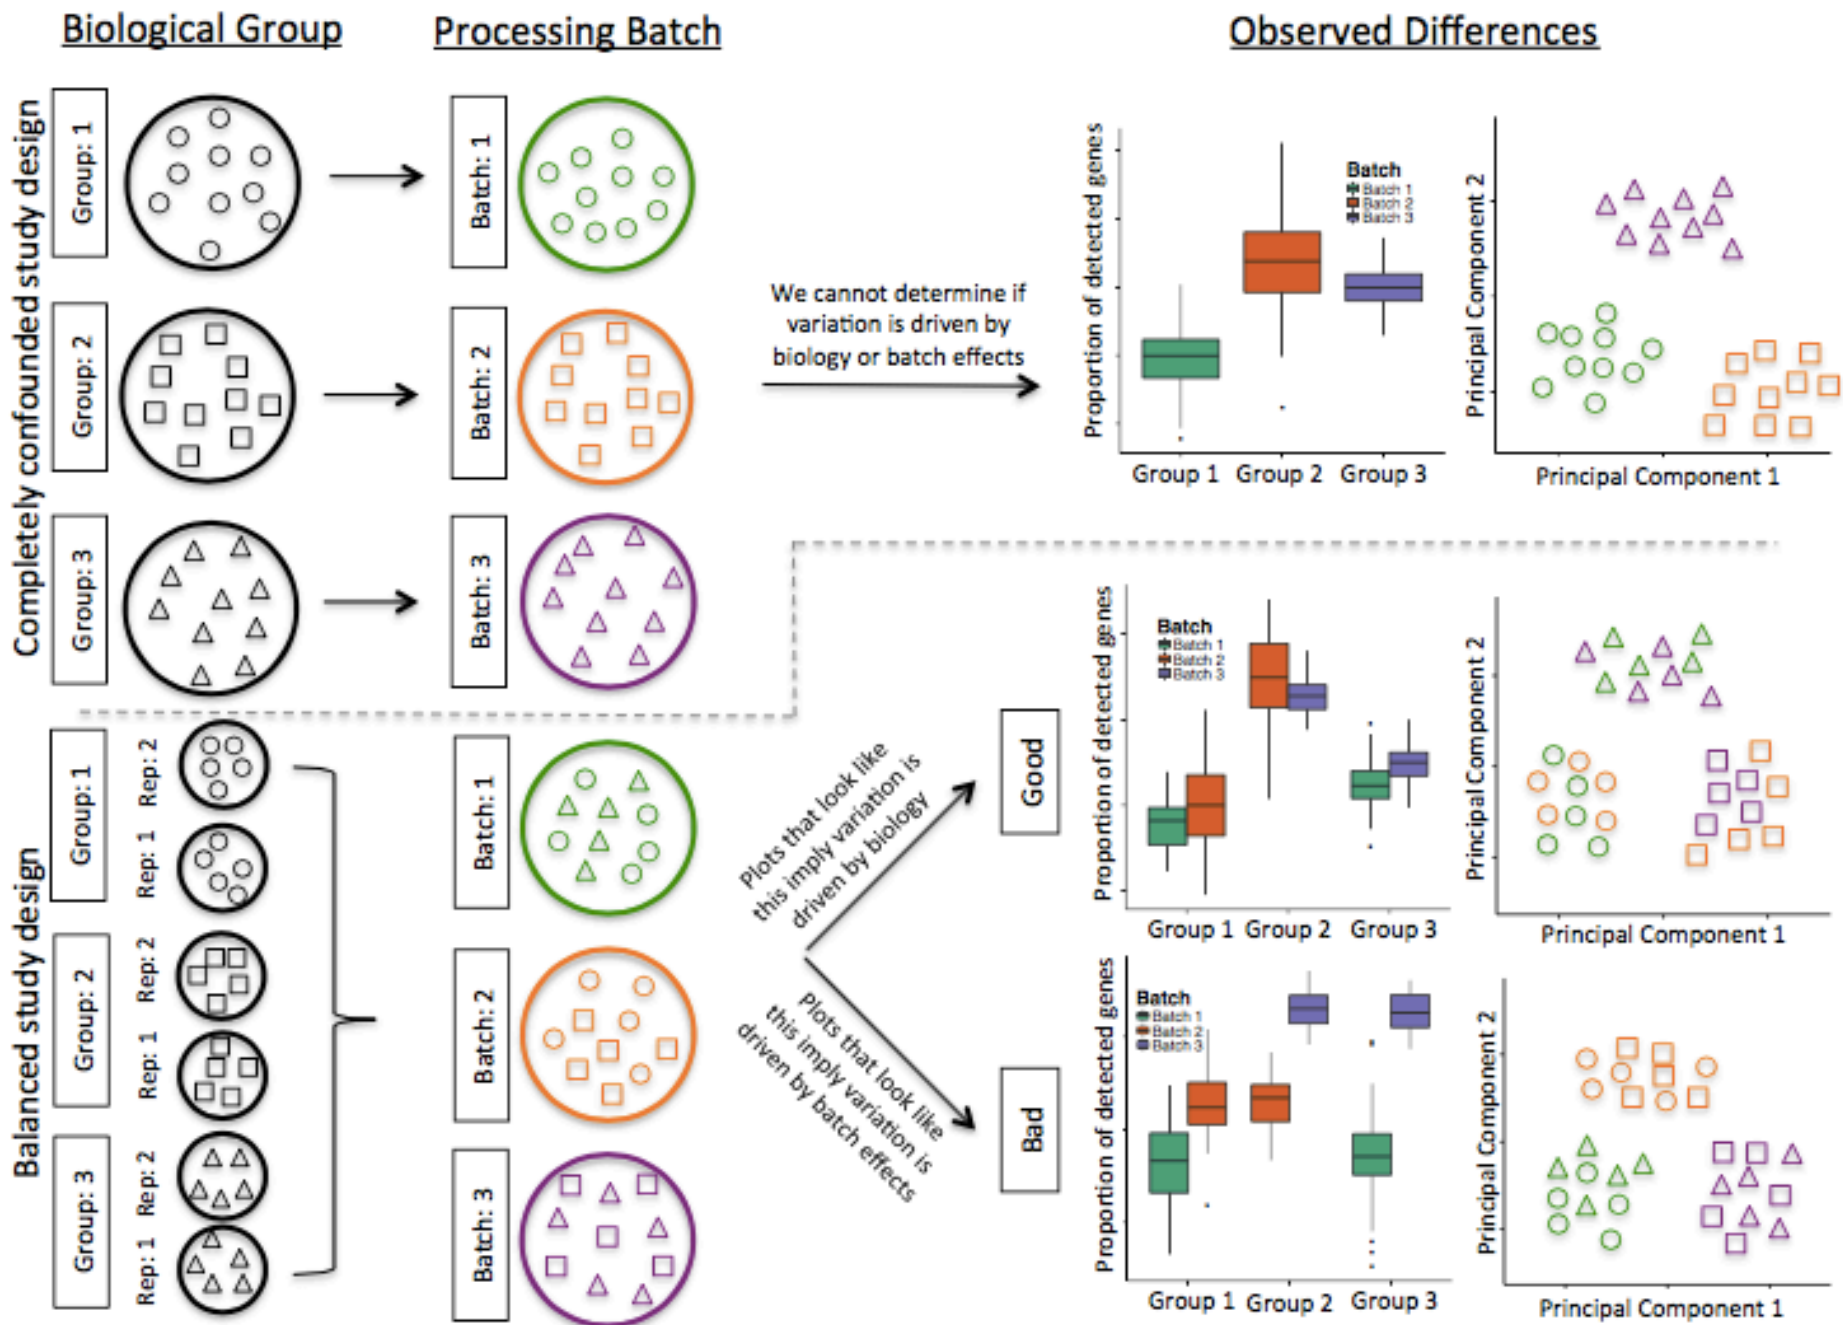 Biological Group
Processing Batch
Observed Differences
Completely confounded study design
Group: 1
Batch: 1
Group: 2
Batch: 2
Group: 3
Batch: 3
We cannot determine if
variation is driven by
biology or batch effects
Proportion of detected genes
Batch
Batch 1
Batch 2
Batch 3
Group 1
Group 2
Group 3
Principal Component 2
Principal Component 1
Balanced study design
Group: 1
Rep: 2
Rep: 1
Group: 2
Rep: 2
Rep: 1
Group: 3
Rep: 2
Rep: 1
Batch: 1
Batch: 2
Batch: 3
Plots that look like
this imply variation is
driven by biology
Good
Proportion of detected genes
Batch
Batch 1
Batch 2
Batch 3
Group 1
Group 2
Group 3
Principal Component 2
Principal Component 1
Plots that look like
this imply variation is
driven by batch effects
Bad
Proportion of detected genes
Batch
Batch 1
Batch 2
Batch 3
Group 1
Group 2
Group 3
Principal Component 2
Principal Component 1